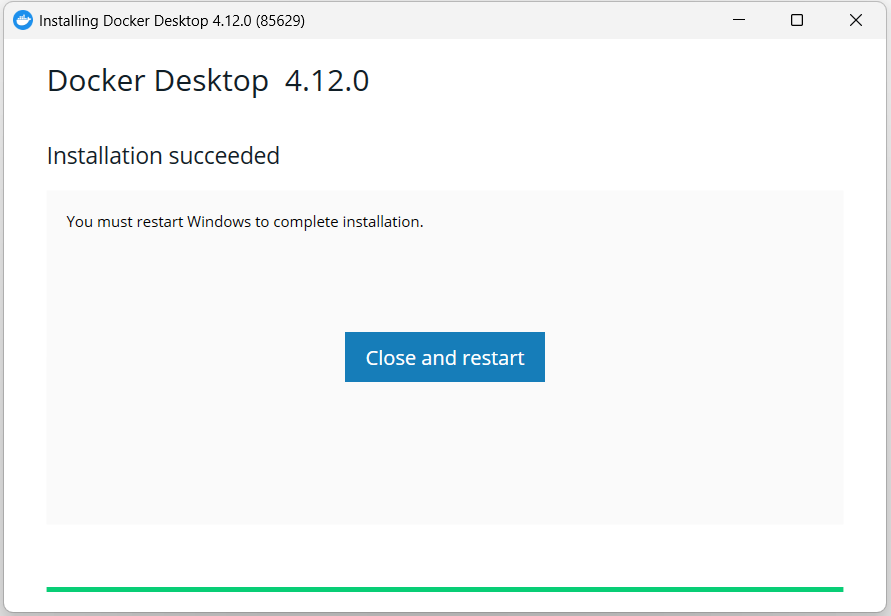 Installing Docker Desktop 4.12.0 (85629)
Docker Desktop 4.12.0
Installation succeeded
You must restart Windows to complete installation.
Close and restart